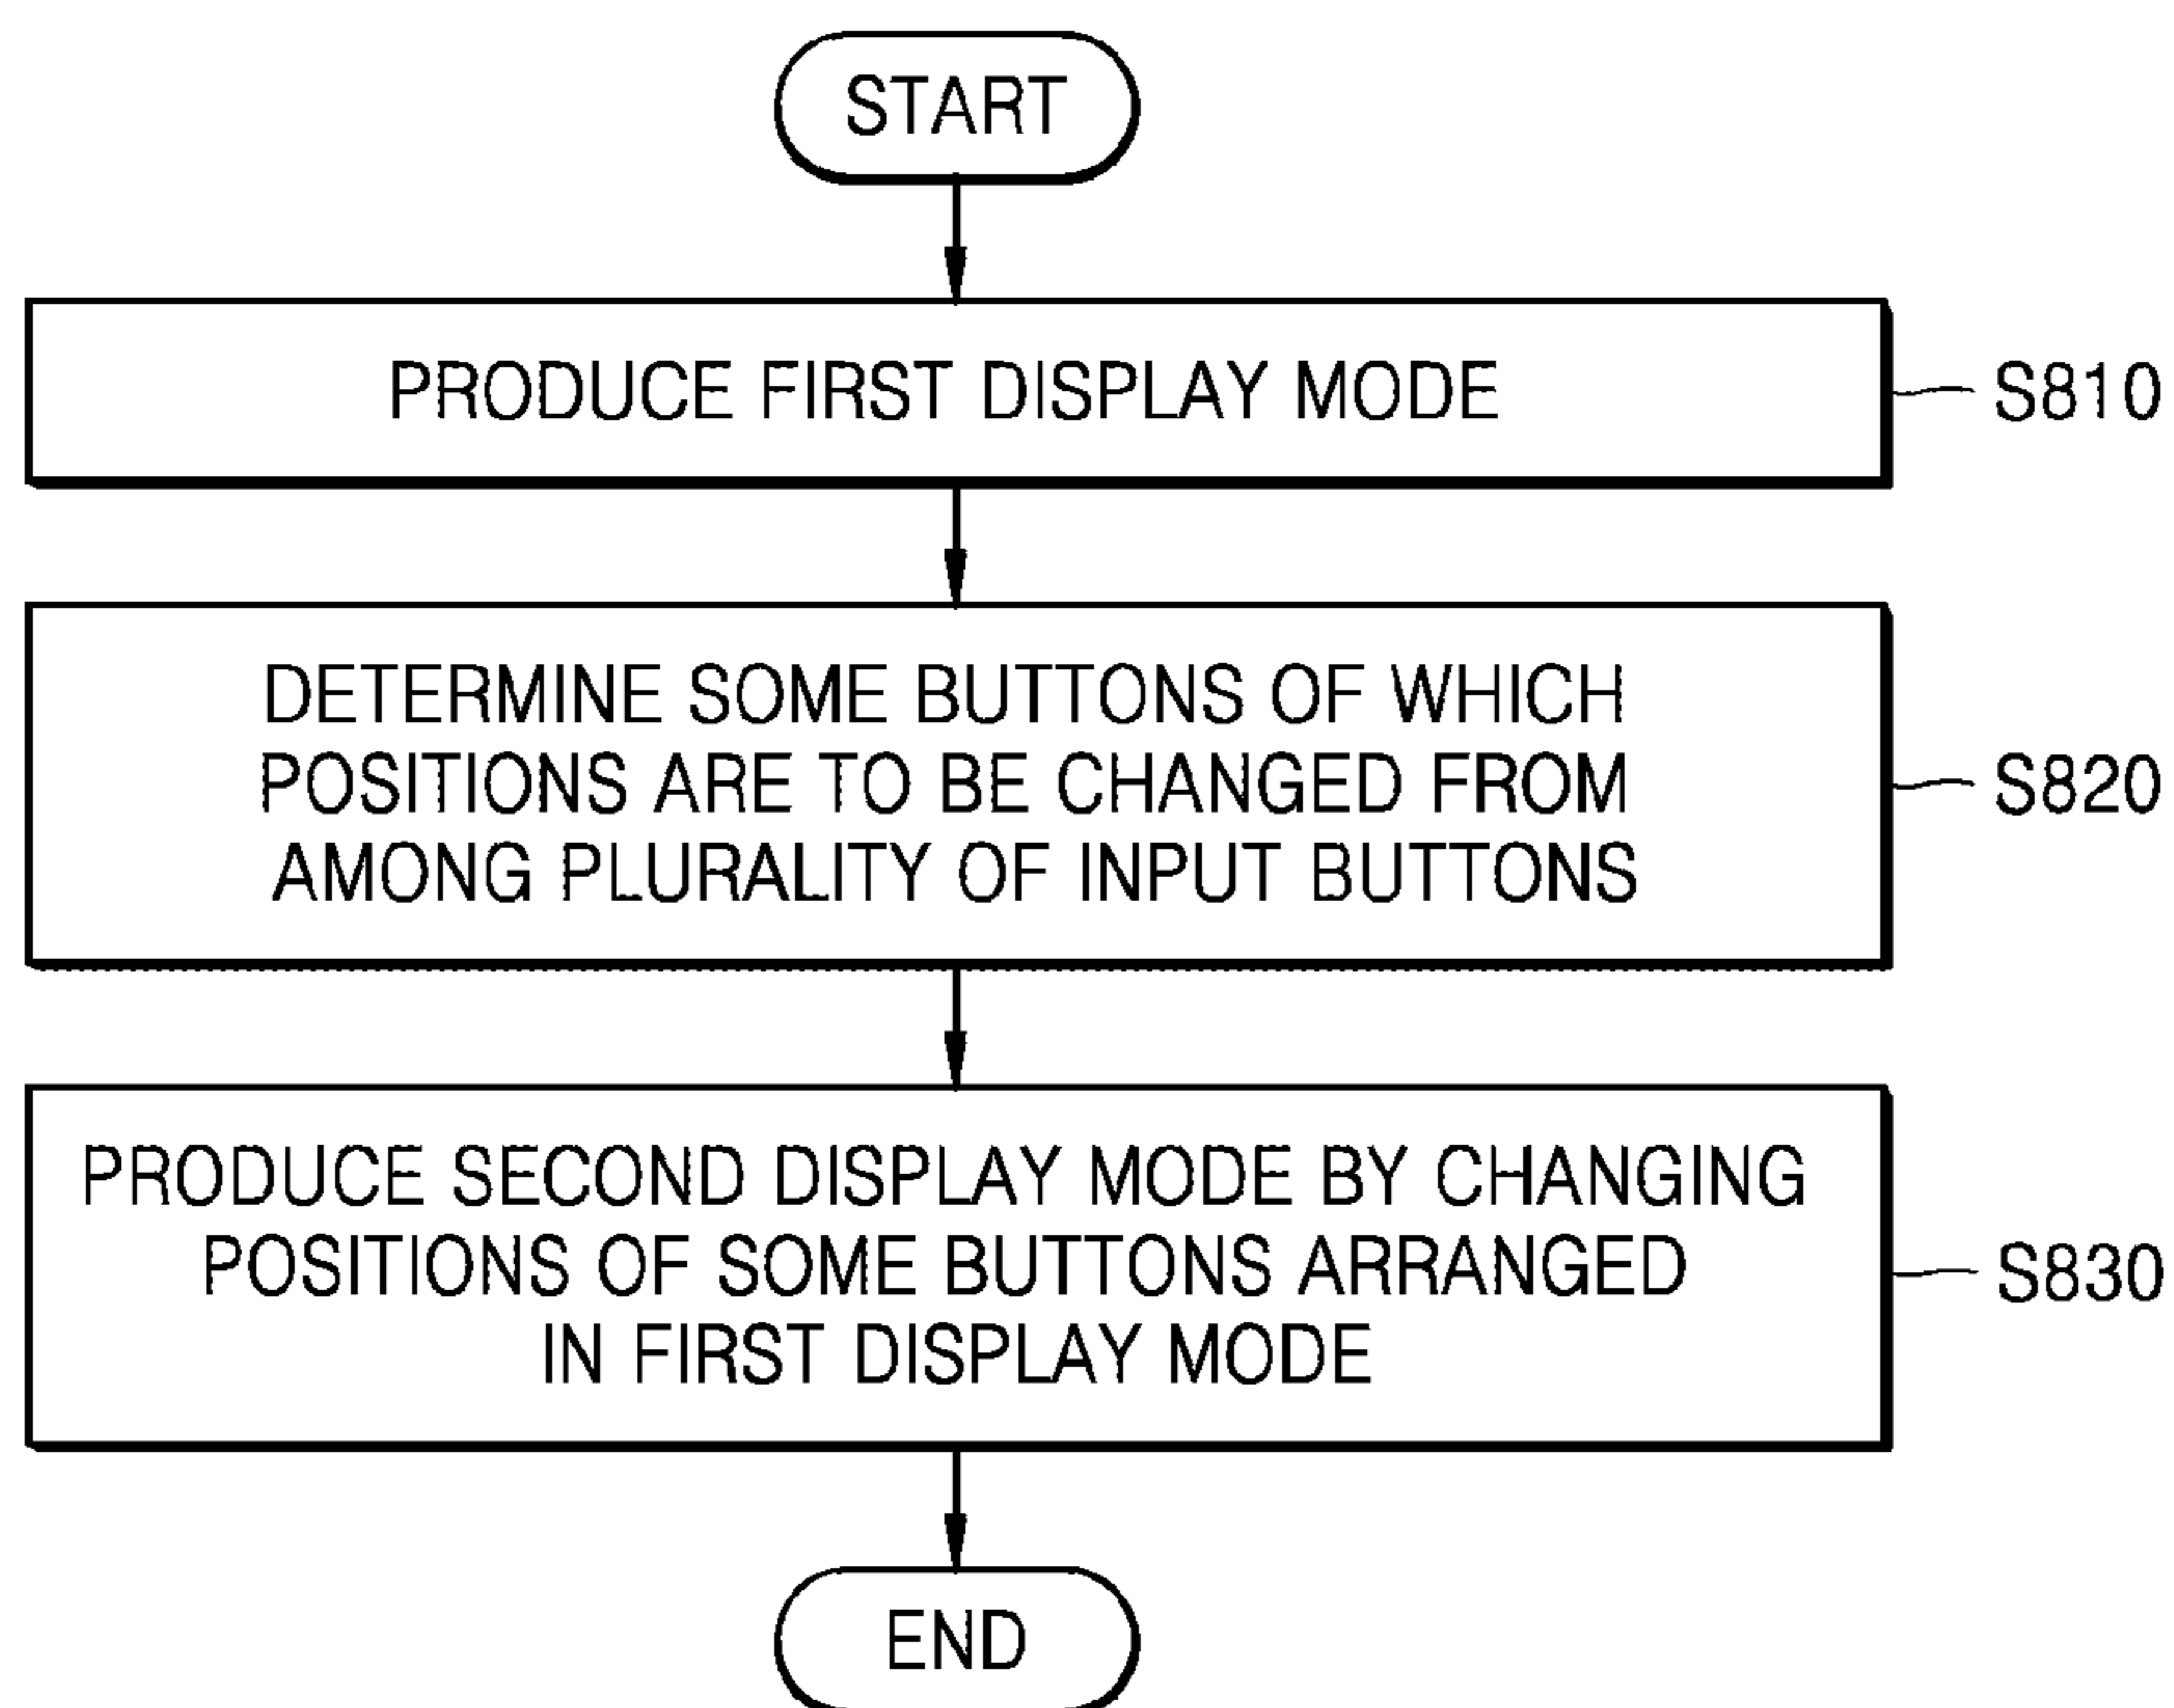 START
PRODUCE FIRST DISPLAY MODE
S810
DETERMINE SOME BUTTONS OF WHICH
POSITIONS ARE TO BE CHANGED FROM
AMONG PLURALITY OF INPUT BUTTONS
S820
PRODUCE SECOND DISPLAY MODE BY CHANGING
POSITIONS OF SOME BUTTONS ARRANGED
IN FIRST DISPLAY MODE
S830
END